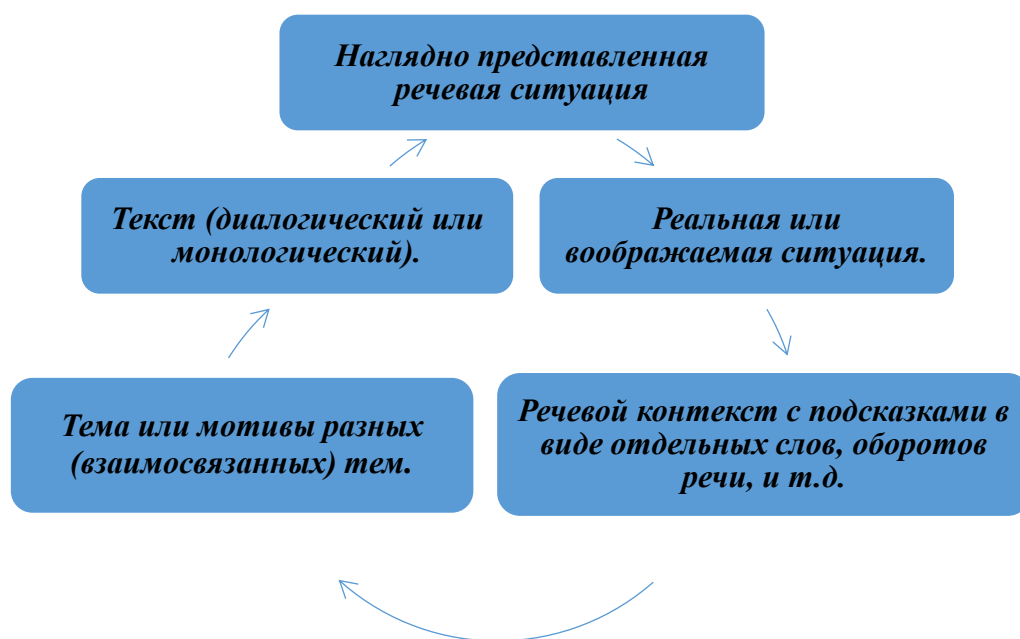 Наглядно представленная
речевая ситуация
Текст (диалогический или
монологический).
Реальная или
воображаемая ситуация.
Тема или мотивы разных
(взаимосвязанных) тем.
Речевой контекст с подсказками в
виде отдельных слов, оборотов
речи, и т.д.